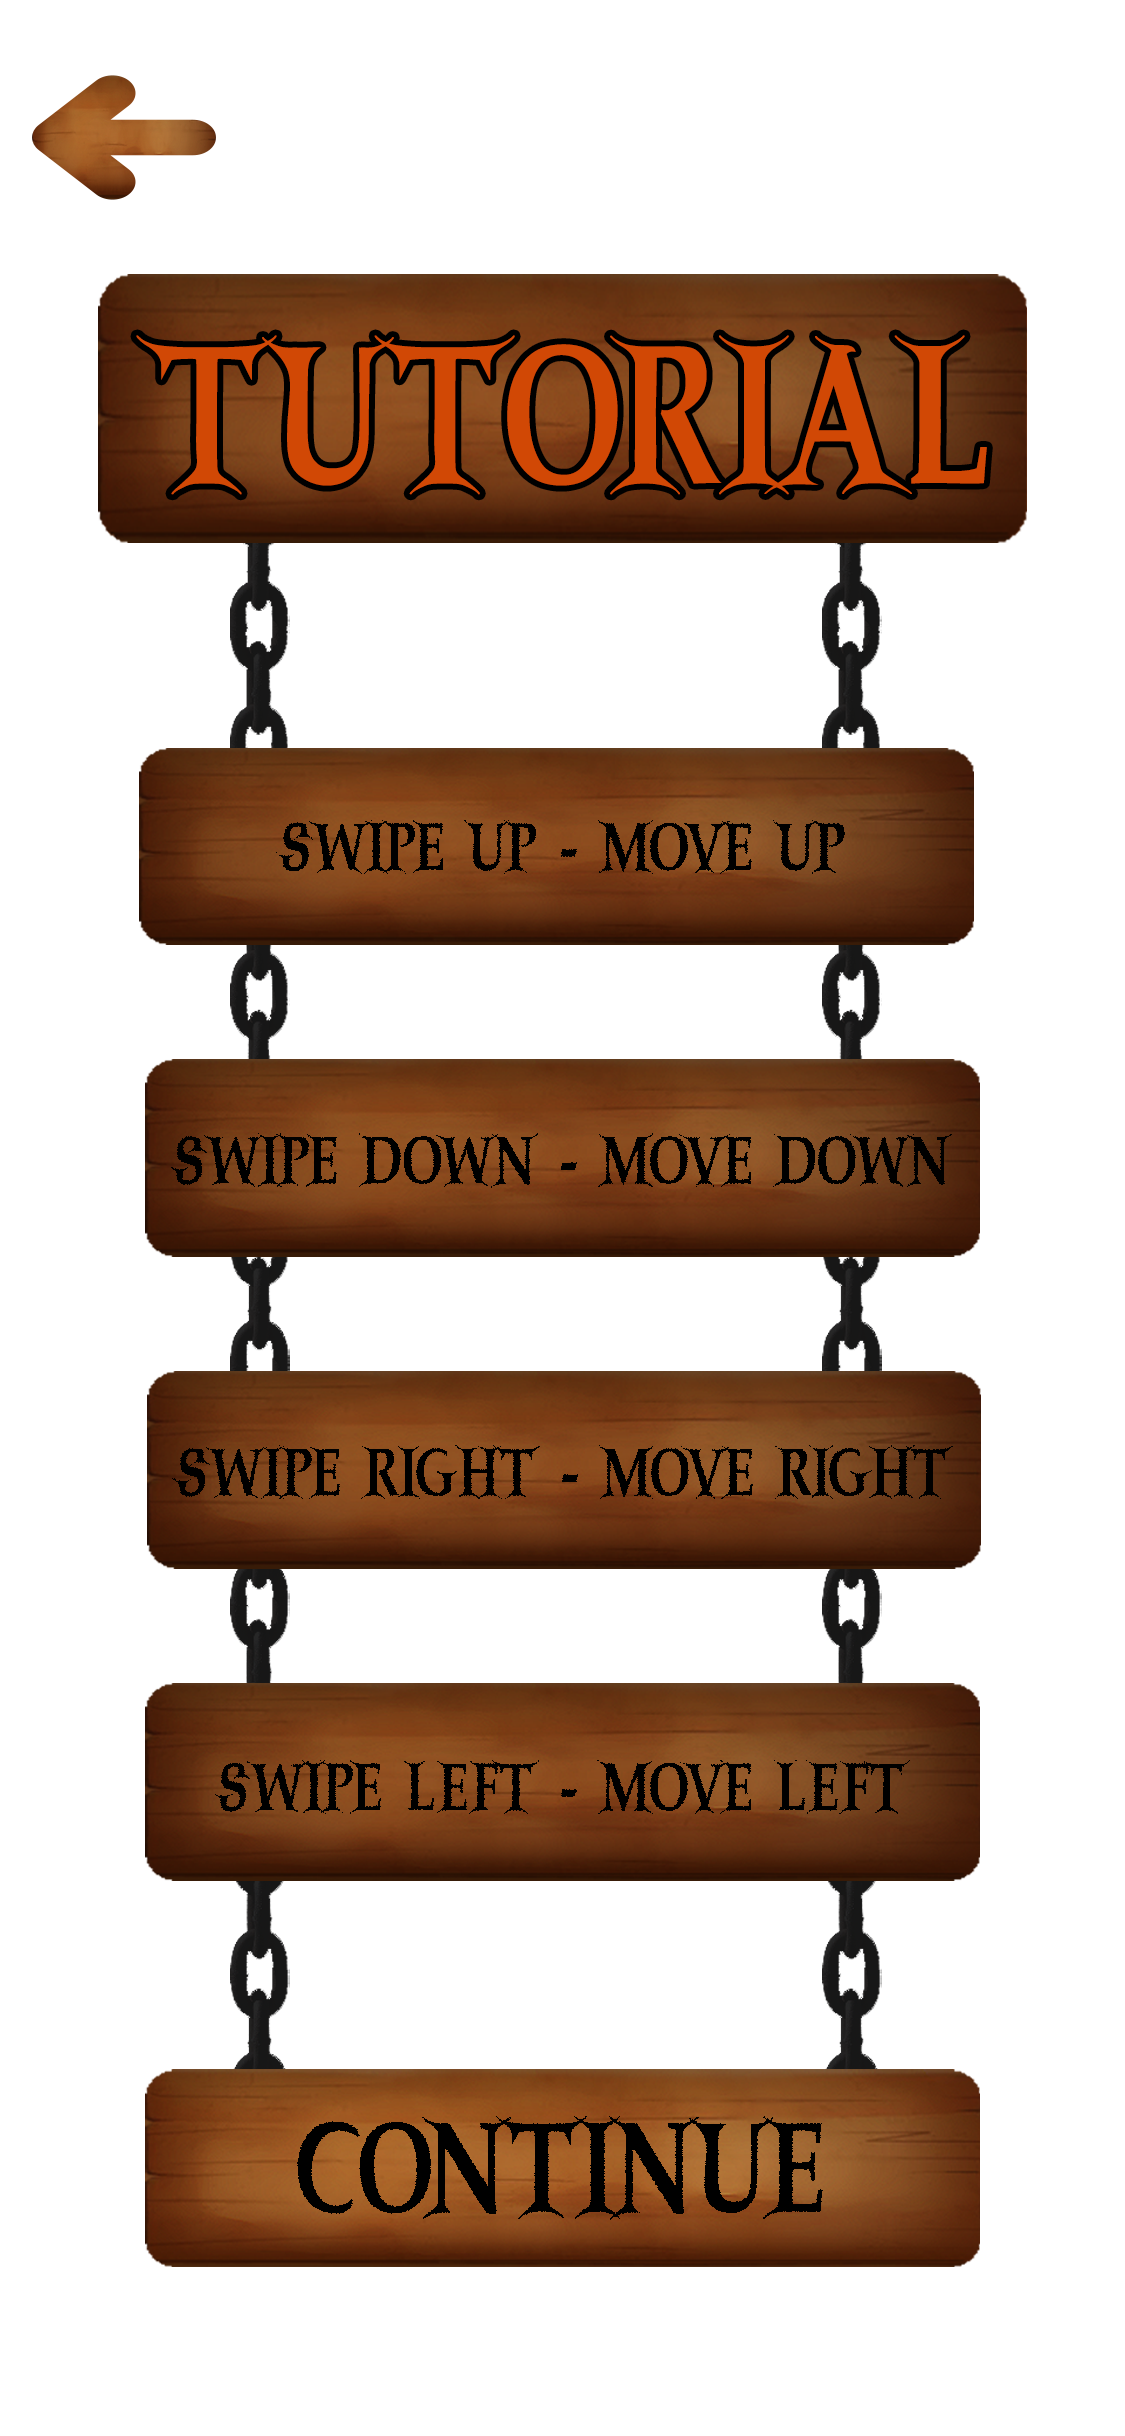 TUTORIAL
SWIPE UP - MOVE UP
SWIPE DOWN - MOVE DOWN
SWIPE RIGHT - MOVE RIGHT
SWIPE LEFT - MOVE LEFT
CONTINUE